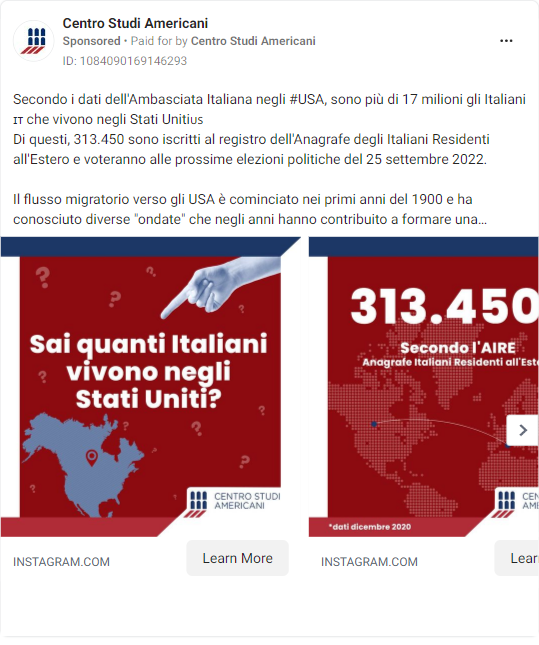 Centro Studi Americani
Sponsored • Paid for by Centro Studi Americani
ID: 1084090169146293
Secondo i dati dell'Ambasciata Italiana negli #USA, sono più di 17 milioni gli Italiani
🇮🇹 che vivono negli Stati Uniti🇺🇸
Di questi, 313.450 sono iscritti al registro dell'Anagrafe degli Italiani Residenti
all'Estero e voteranno alle prossime elezioni politiche del 25 settembre 2022.
Il flusso migratorio verso gli USA è cominciato nei primi anni del 1900 e ha
conosciuto diverse "ondate" che negli anni hanno contribuito a formare una...
Sai quanti Italiani
vivono negli
Stati Uniti?
CENTRO STUDI
AMERICANI
313.450
Secondo l'AIRE
Anagrafe Italiani Residenti all'Este
*dati dicembre 2020
CENTRO STU
AMERICANI
INSTAGRAM.COM
Learn More
INSTAGRAM.COM
Lear